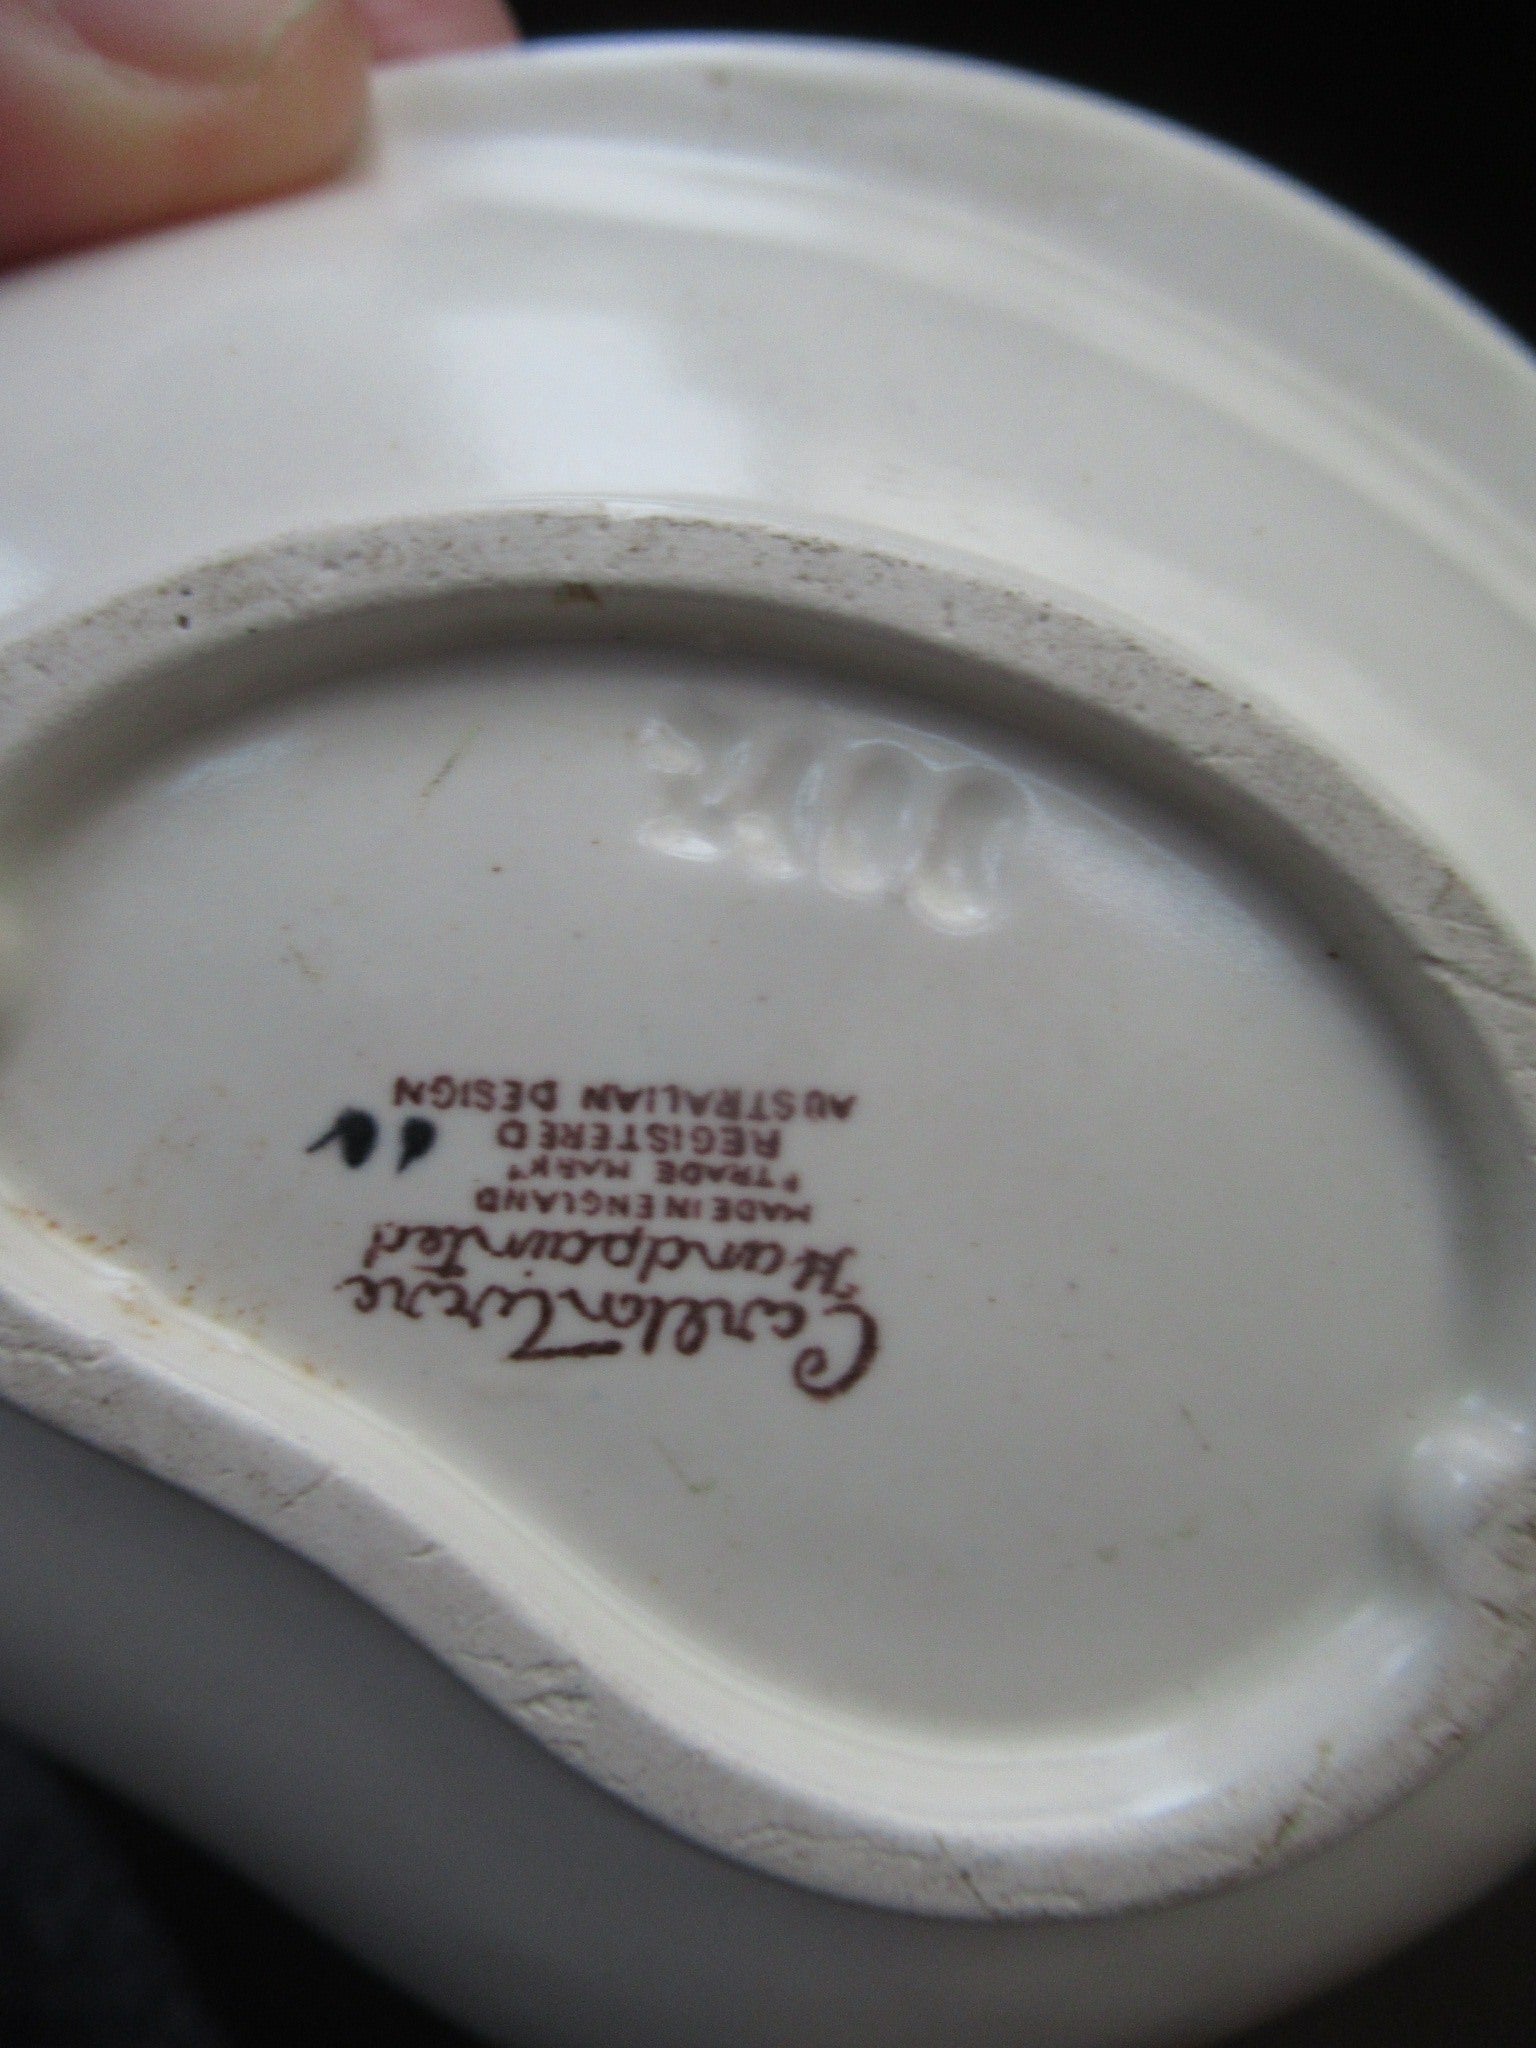 Carlton Ware
Handpainted
MADE IN ENGLAND
"TRADE MARK"
REGISTERED
AUSTRALIAN DESIGN